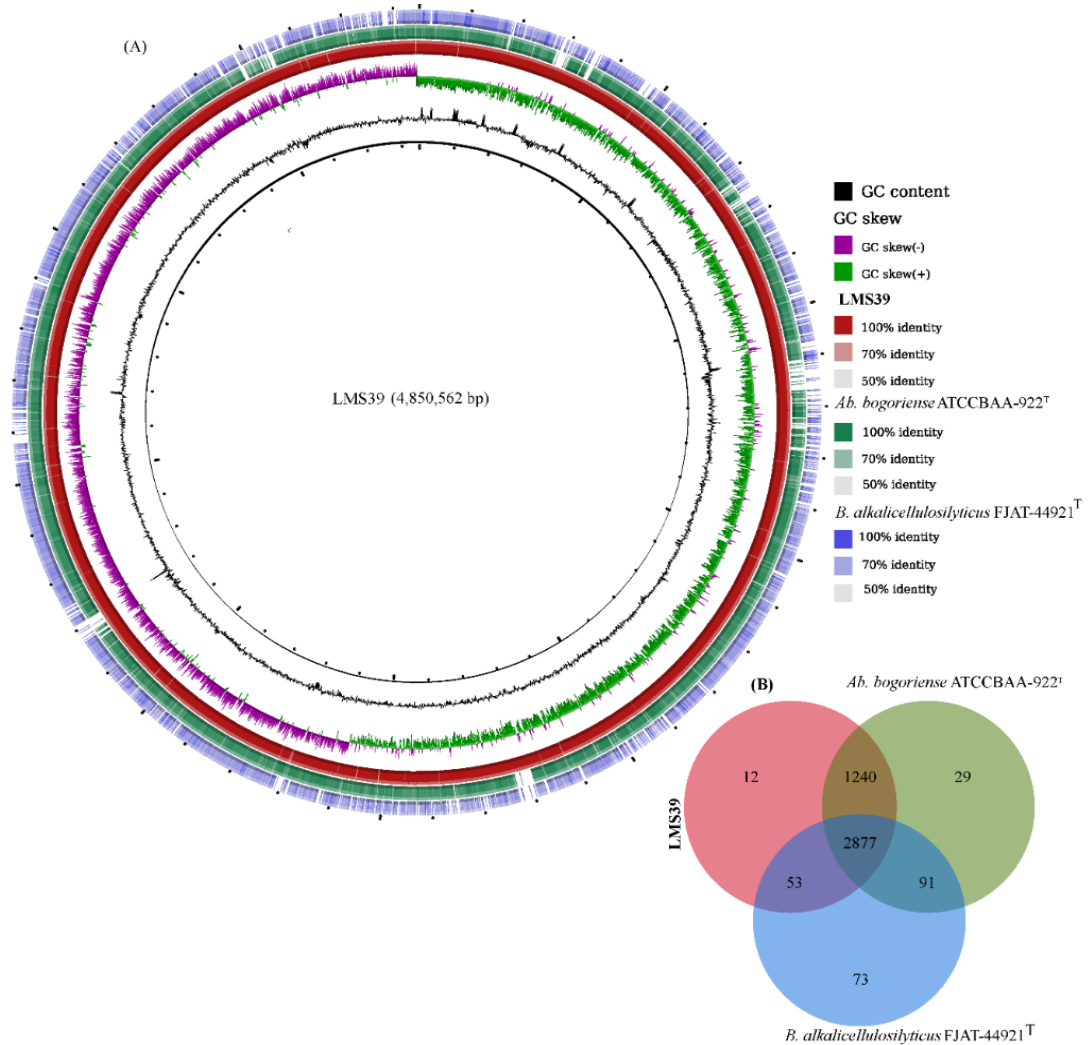 (A)
LMS39 (4,850,562 bp)
GC content
GC skew
GC skew(-)
GC skew(+)
LMS39
100% identity
70% identity
50% identity
Ab. bogoriense ATCCBAA-922ᵀ
100% identity
70% identity
50% identity
B. alkalicellulosilyticus FJAT-44921ᵀ
100% identity
70% identity
50% identity
(B)
Ab. bogoriense ATCCBAA-922ᵀ
12
1240
29
LMS39
2877
53
91
73
B. alkalicellulosilyticus FJAT-44921ᵀ